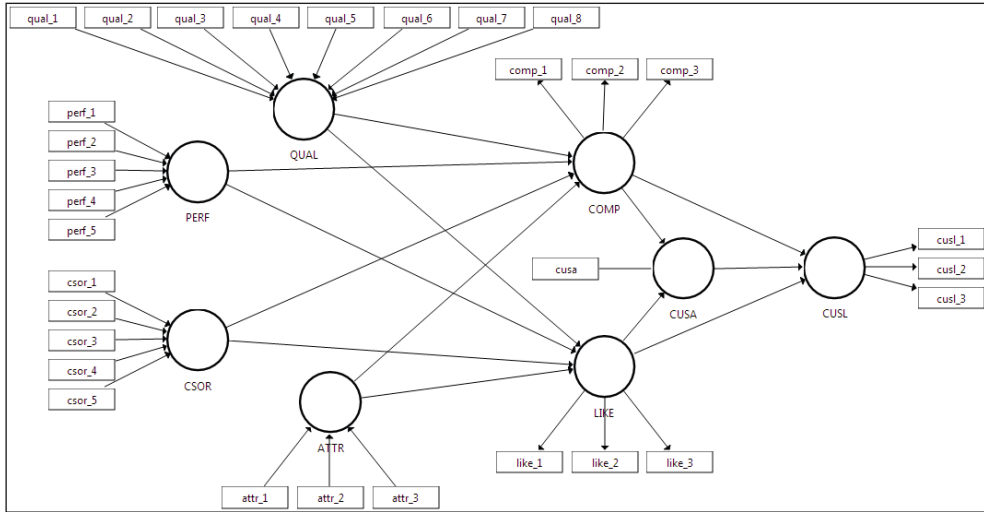 qual_1 qual_2 qual_3 qual_4 qual_5 qual_6 qual_7 qual_8
comp_1 comp_2 comp_3
perf_1
perf_2
perf_3
perf_4
perf_5
QUAL
PERF
COMP
cusa
cusl_1
cusl_2
cusl_3
CUSA
CUSL
csor_1
csor_2
csor_3
csor_4
csor_5
CSOR
LIKE
ATTR
like_1 like_2 like_3
attr_1 attr_2 attr_3